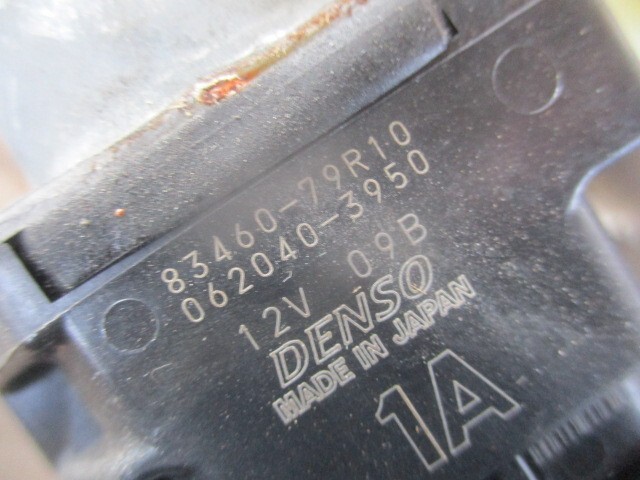 83460-79R10
062040-3950
12V 09B
DENSO
MADE IN JAPAN
1A